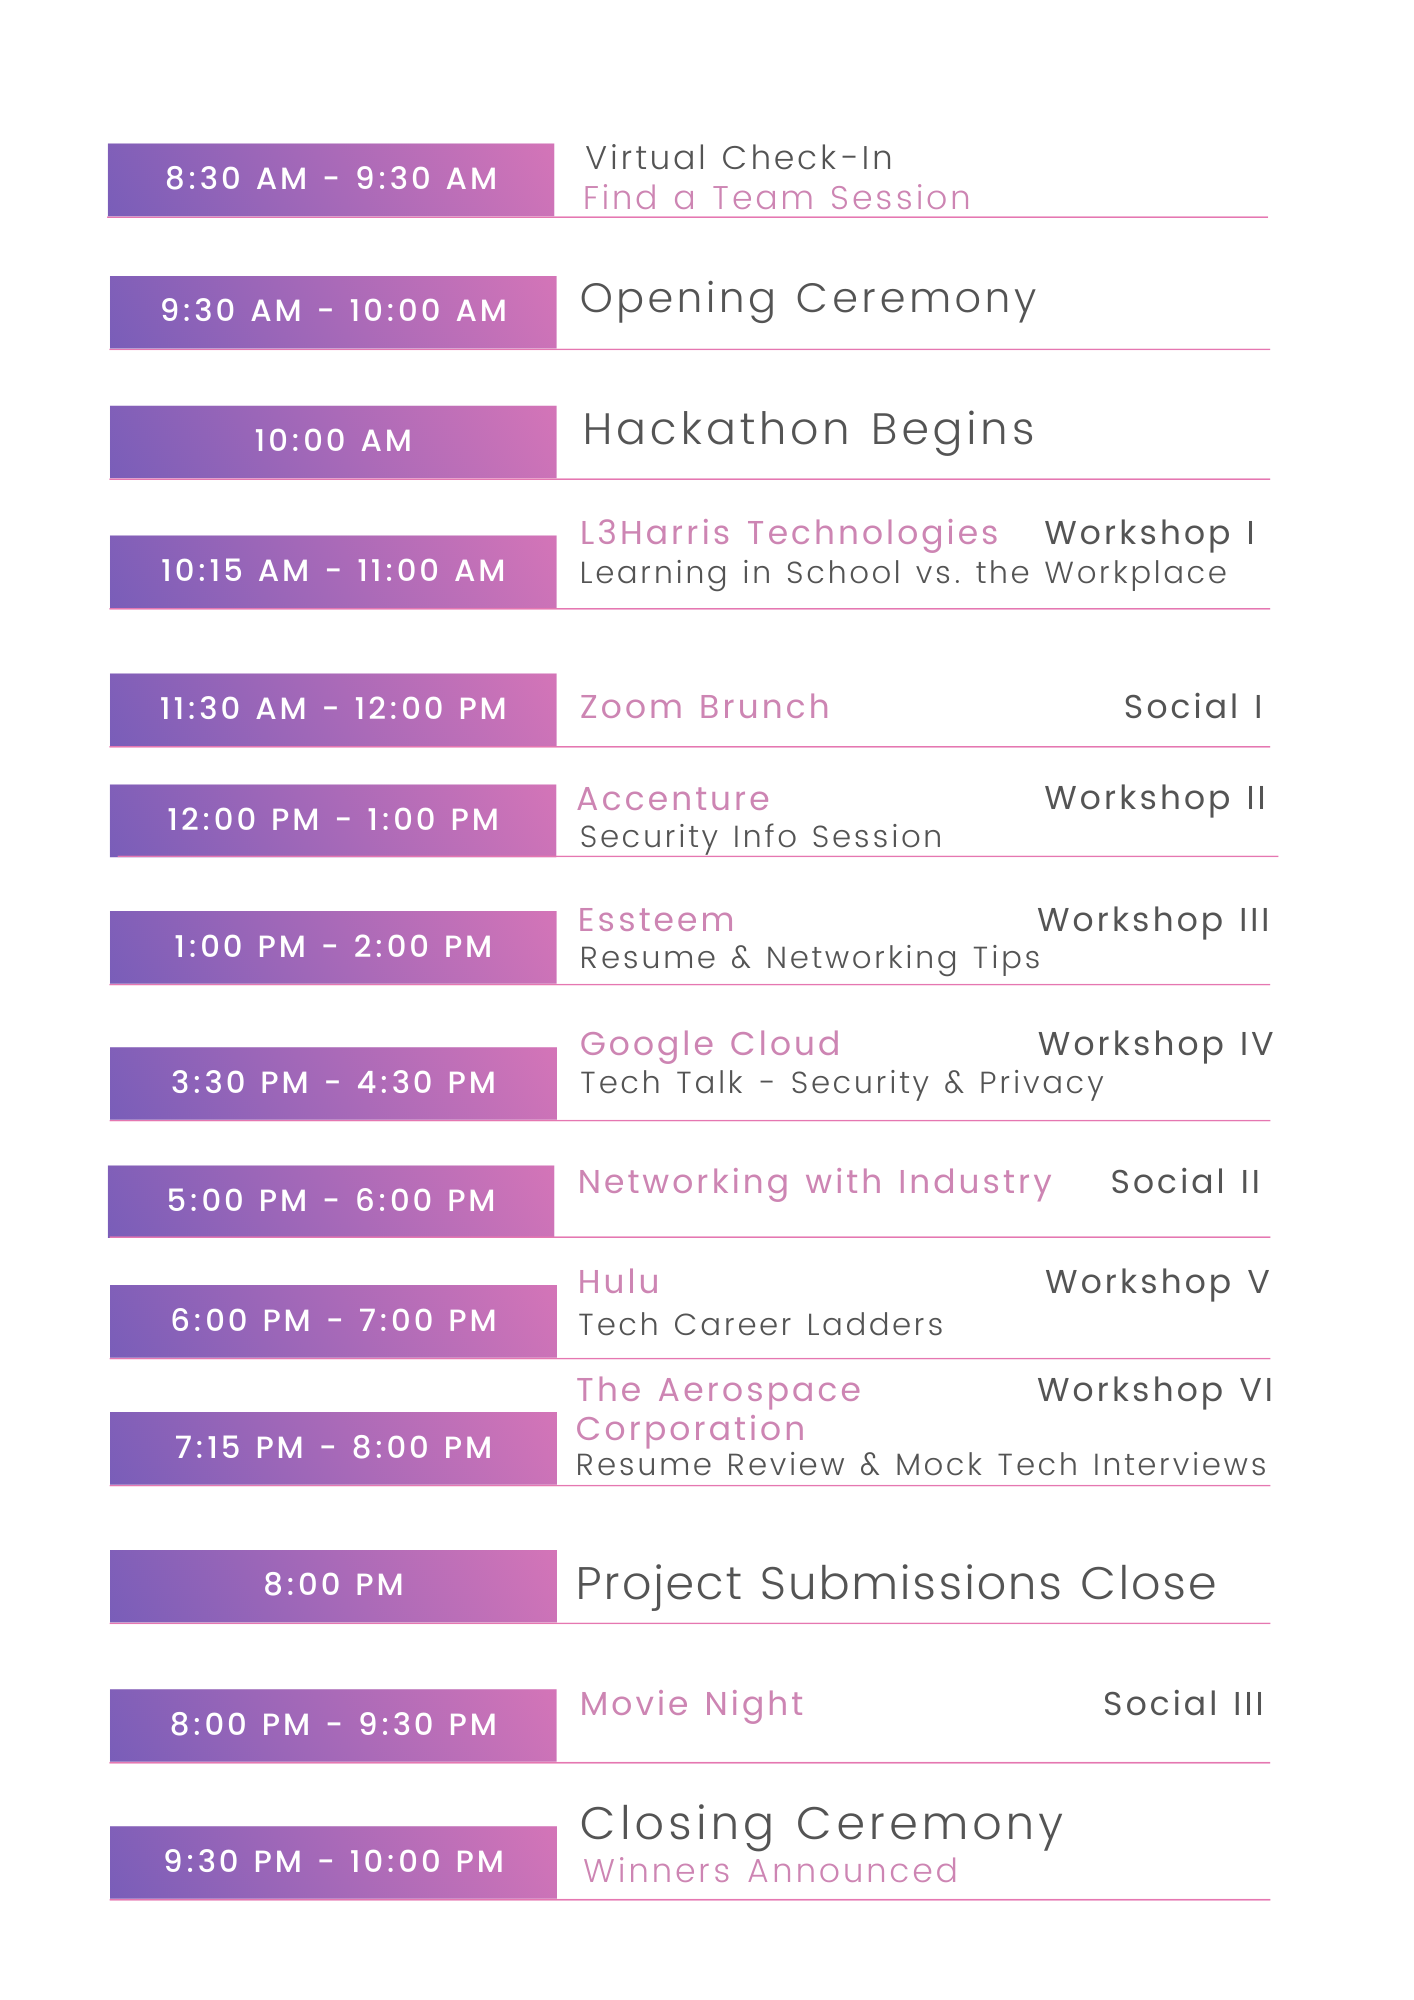 8:30 AM - 9:30 AM
Virtual Check-In
Find a Team Session
9:30 AM - 10:00 AM
Opening Ceremony
10:00 AM
Hackathon Begins
10:15 AM - 11:00 AM
L3Harris Technologies Workshop I
Learning in School vs. the Workplace
11:30 AM - 12:00 PM
Zoom Brunch Social I
12:00 PM - 1:00 PM
Accenture Workshop II
Security Info Session
1:00 PM - 2:00 PM
Essteem Workshop III
Resume & Networking Tips
3:30 PM - 4:30 PM
Google Cloud Workshop IV
Tech Talk - Security & Privacy
5:00 PM - 6:00 PM
Networking with Industry Social II
6:00 PM - 7:00 PM
Hulu Workshop V
Tech Career Ladders
7:15 PM - 8:00 PM
The Aerospace Workshop VI
Corporation
Resume Review & Mock Tech Interviews
8:00 PM
Project Submissions Close
8:00 PM - 9:30 PM
Movie Night Social III
9:30 PM - 10:00 PM
Closing Ceremony
Winners Announced